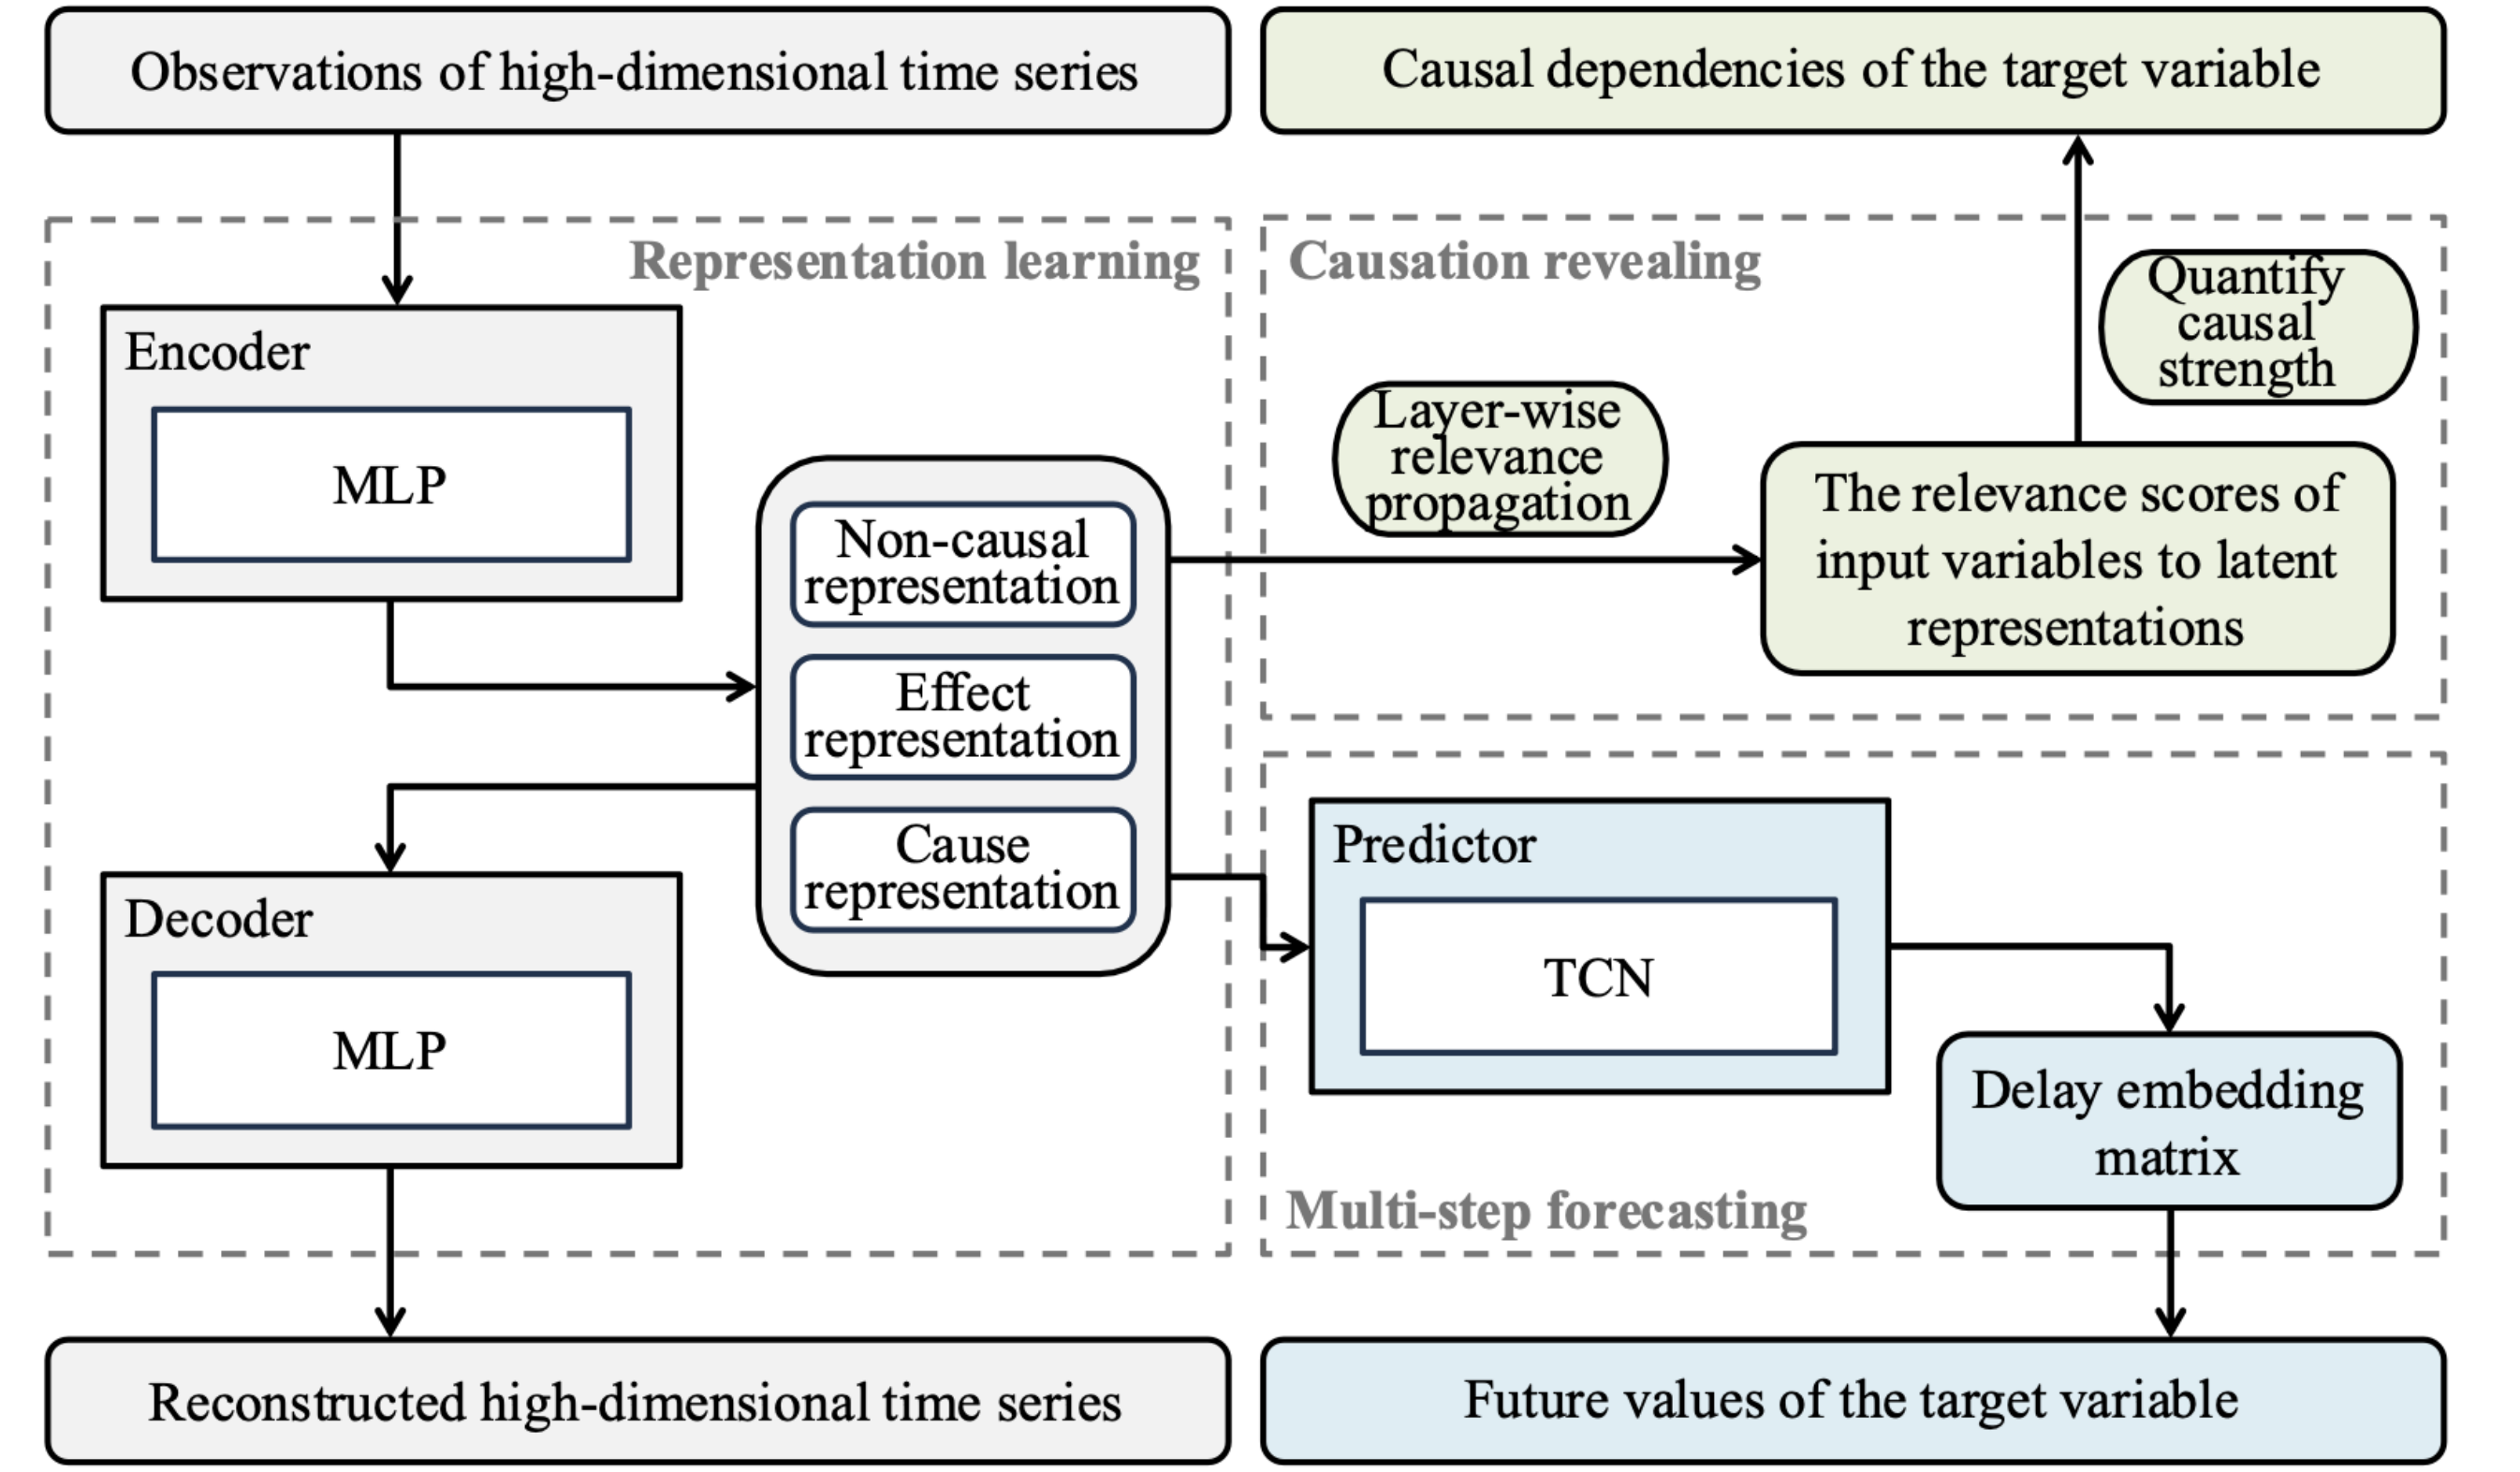 Observations of high-dimensional time series
Causal dependencies of the target variable
Representation learning
Encoder
MLP
Non-causal
representation
Effect
representation
Cause
representation
Decoder
MLP
Causation revealing
Quantify
causal
strength
Layer-wise
relevance
propagation
The relevance scores of
input variables to latent
representations
Predictor
TCN
Delay embedding
matrix
Multi-step forecasting
Reconstructed high-dimensional time series
Future values of the target variable